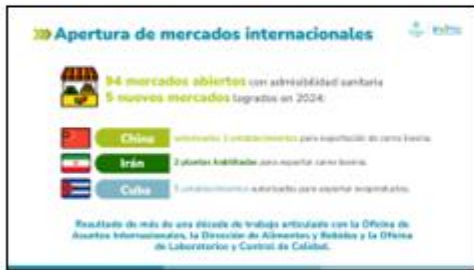 Apertura de mercados internacionales
invima
94 mercados abiertos con admisibilidad sanitaria
5 nuevos mercados logrados en 2024:
China
autorizados 3 establecimientos para exportación de carne bovina.
Irán
2 plantas habilitadas para exportar carne bovina.
Cuba
establecimientos autorizados para exportar ovoproductos.
Resultado de más de una década de trabajo articulado con la Oficina de
Asuntos Internacionales, la Dirección de Alimentos y Bebidas y la Oficina
de Laboratorios y Control de Calidad.